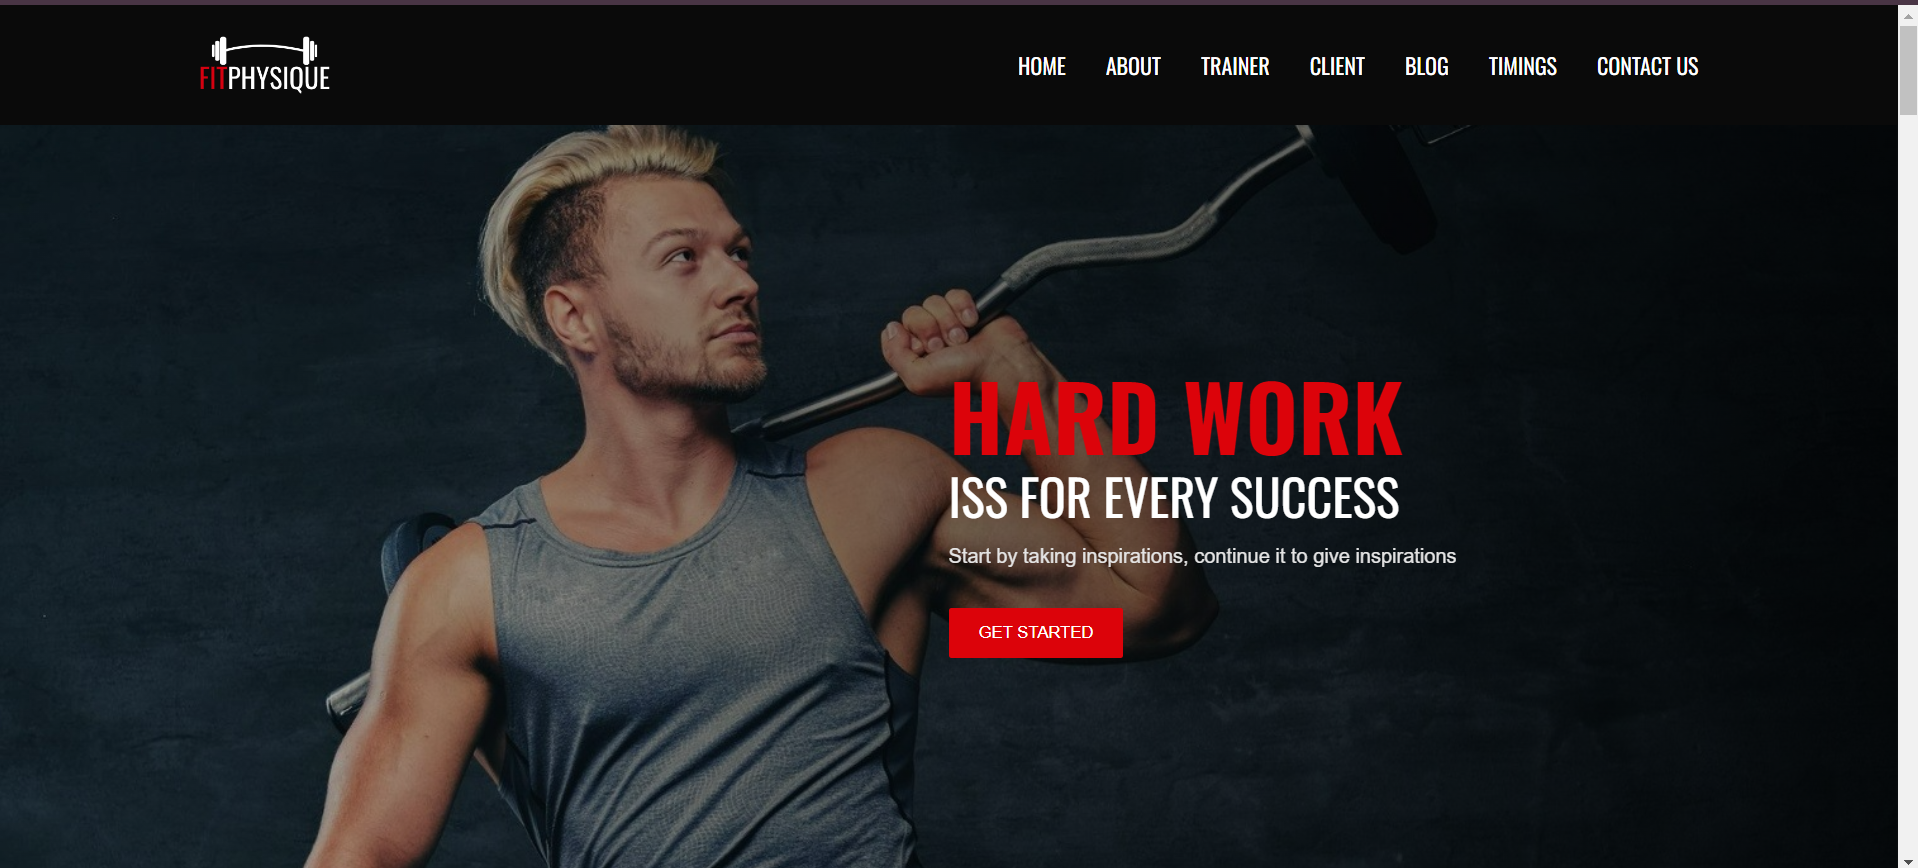 FITPHYSIQUE
HOME ABOUT TRAINER CLIENT BLOG TIMINGS CONTACT US
HARD WORK
ISS FOR EVERY SUCCESS
Start by taking inspirations, continue it to give inspirations
GET STARTED